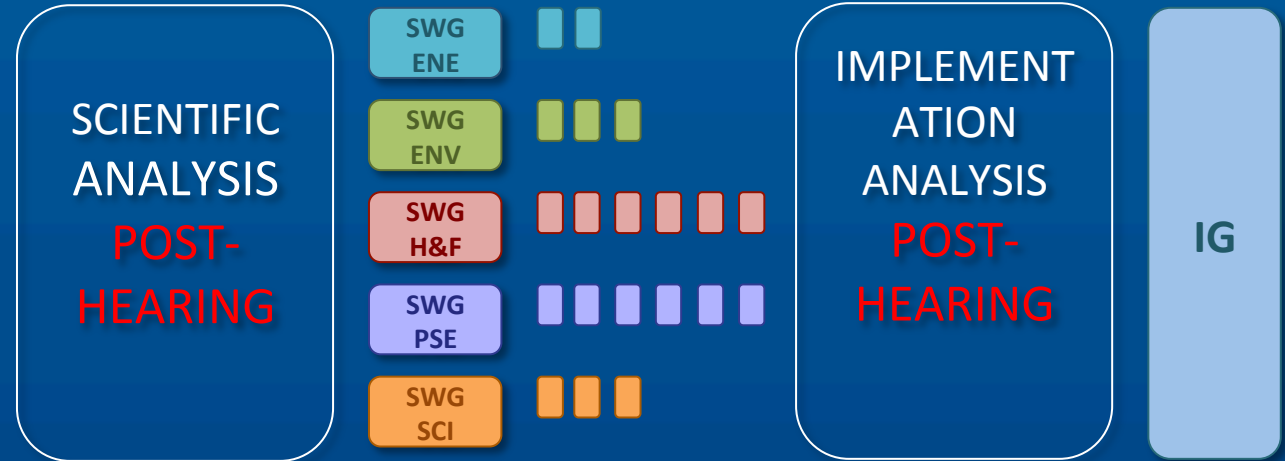 SCIENTIFIC
ANALYSIS
POST-
HEARING
SWG
ENE
SWG
ENV
SWG
H&F
SWG
PSE
SWG
SCI
IMPLEMENT
ATION
ANALYSIS
POST-
HEARING
IG